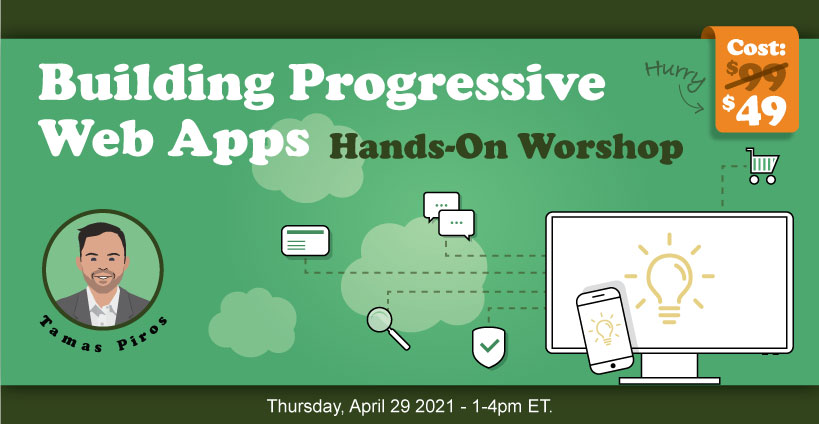 Building Progressive
Web Apps Hands-On Worshop
Hurry
Cost:
$99
$49
Tamas Piros
Thursday, April 29 2021 - 1-4pm ET.